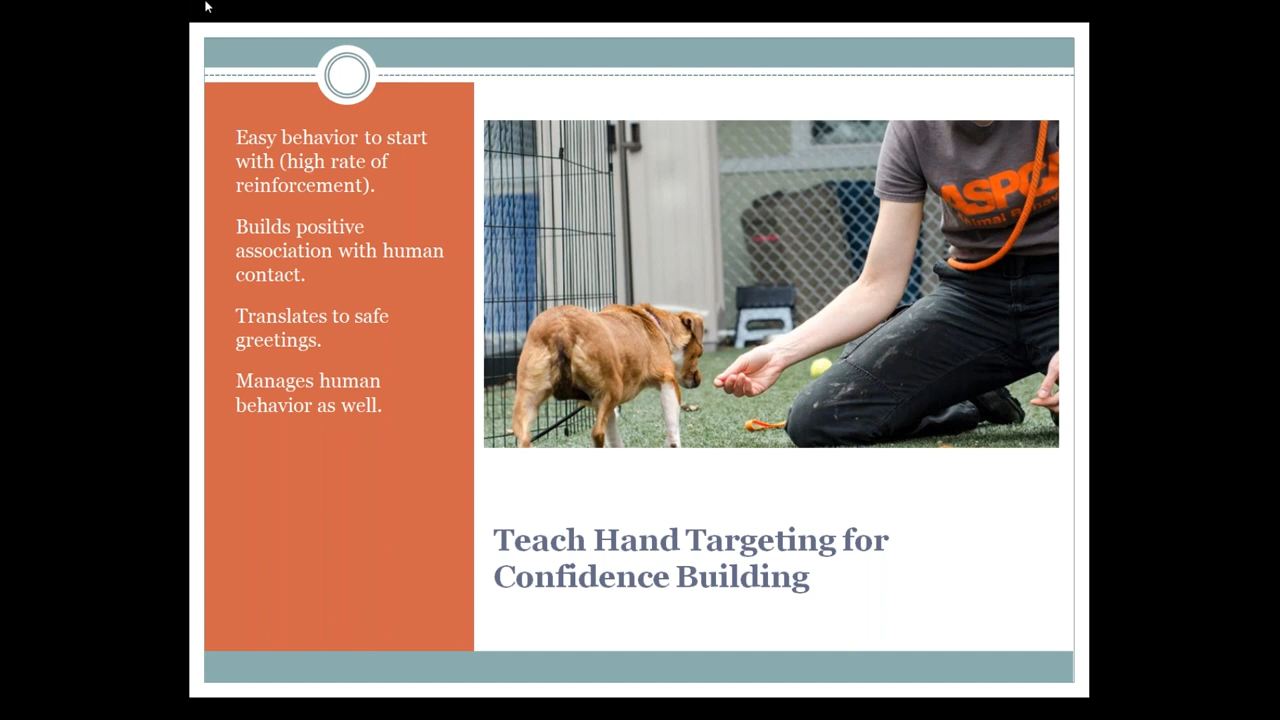 Easy behavior to start
with (high rate of
reinforcement).
Builds positive
association with human
contact.
Translates to safe
greetings.
Manages human
behavior as well.
ASPCA
Teach Hand Targeting for
Confidence Building